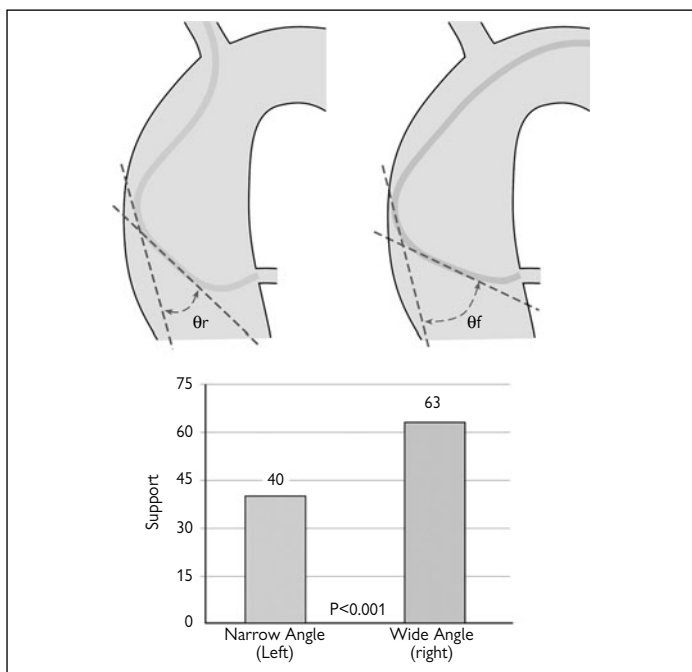 θr
θf
75
63
60
45
40
30
15
0
Support
P<0.001
Narrow Angle
(Left)
Wide Angle
(right)